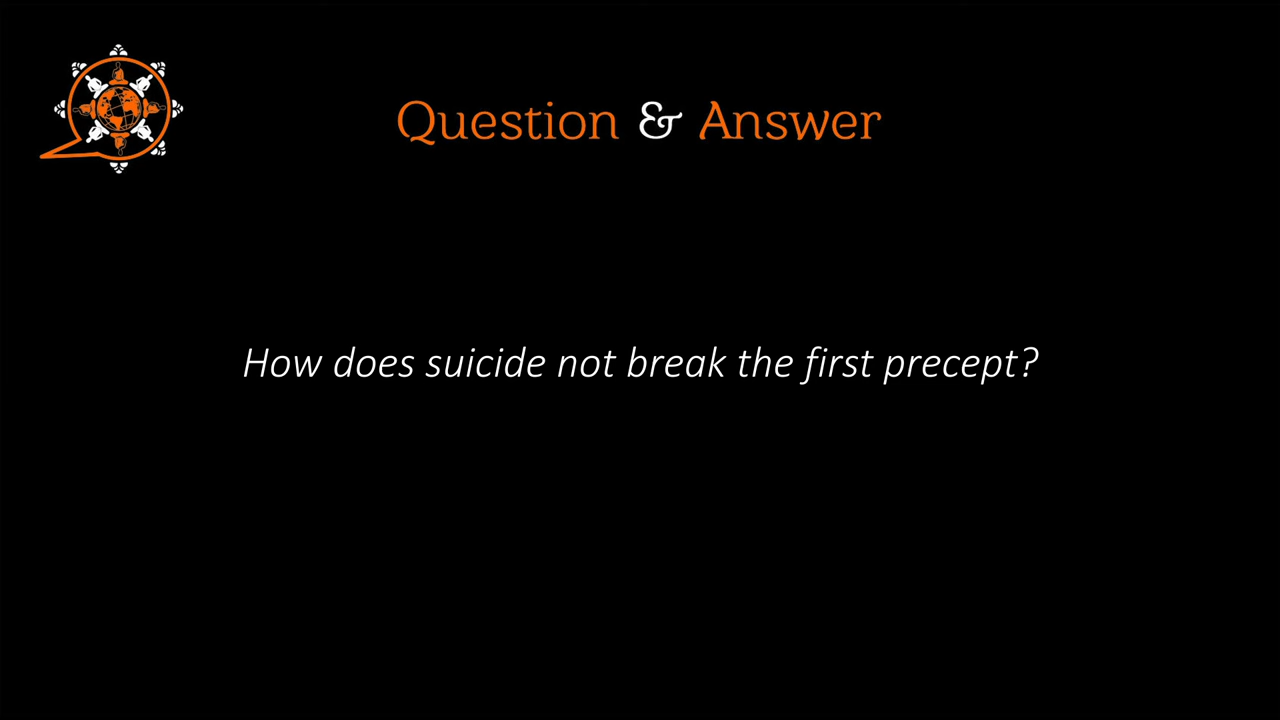 Question & Answer
How does suicide not break the first precept?